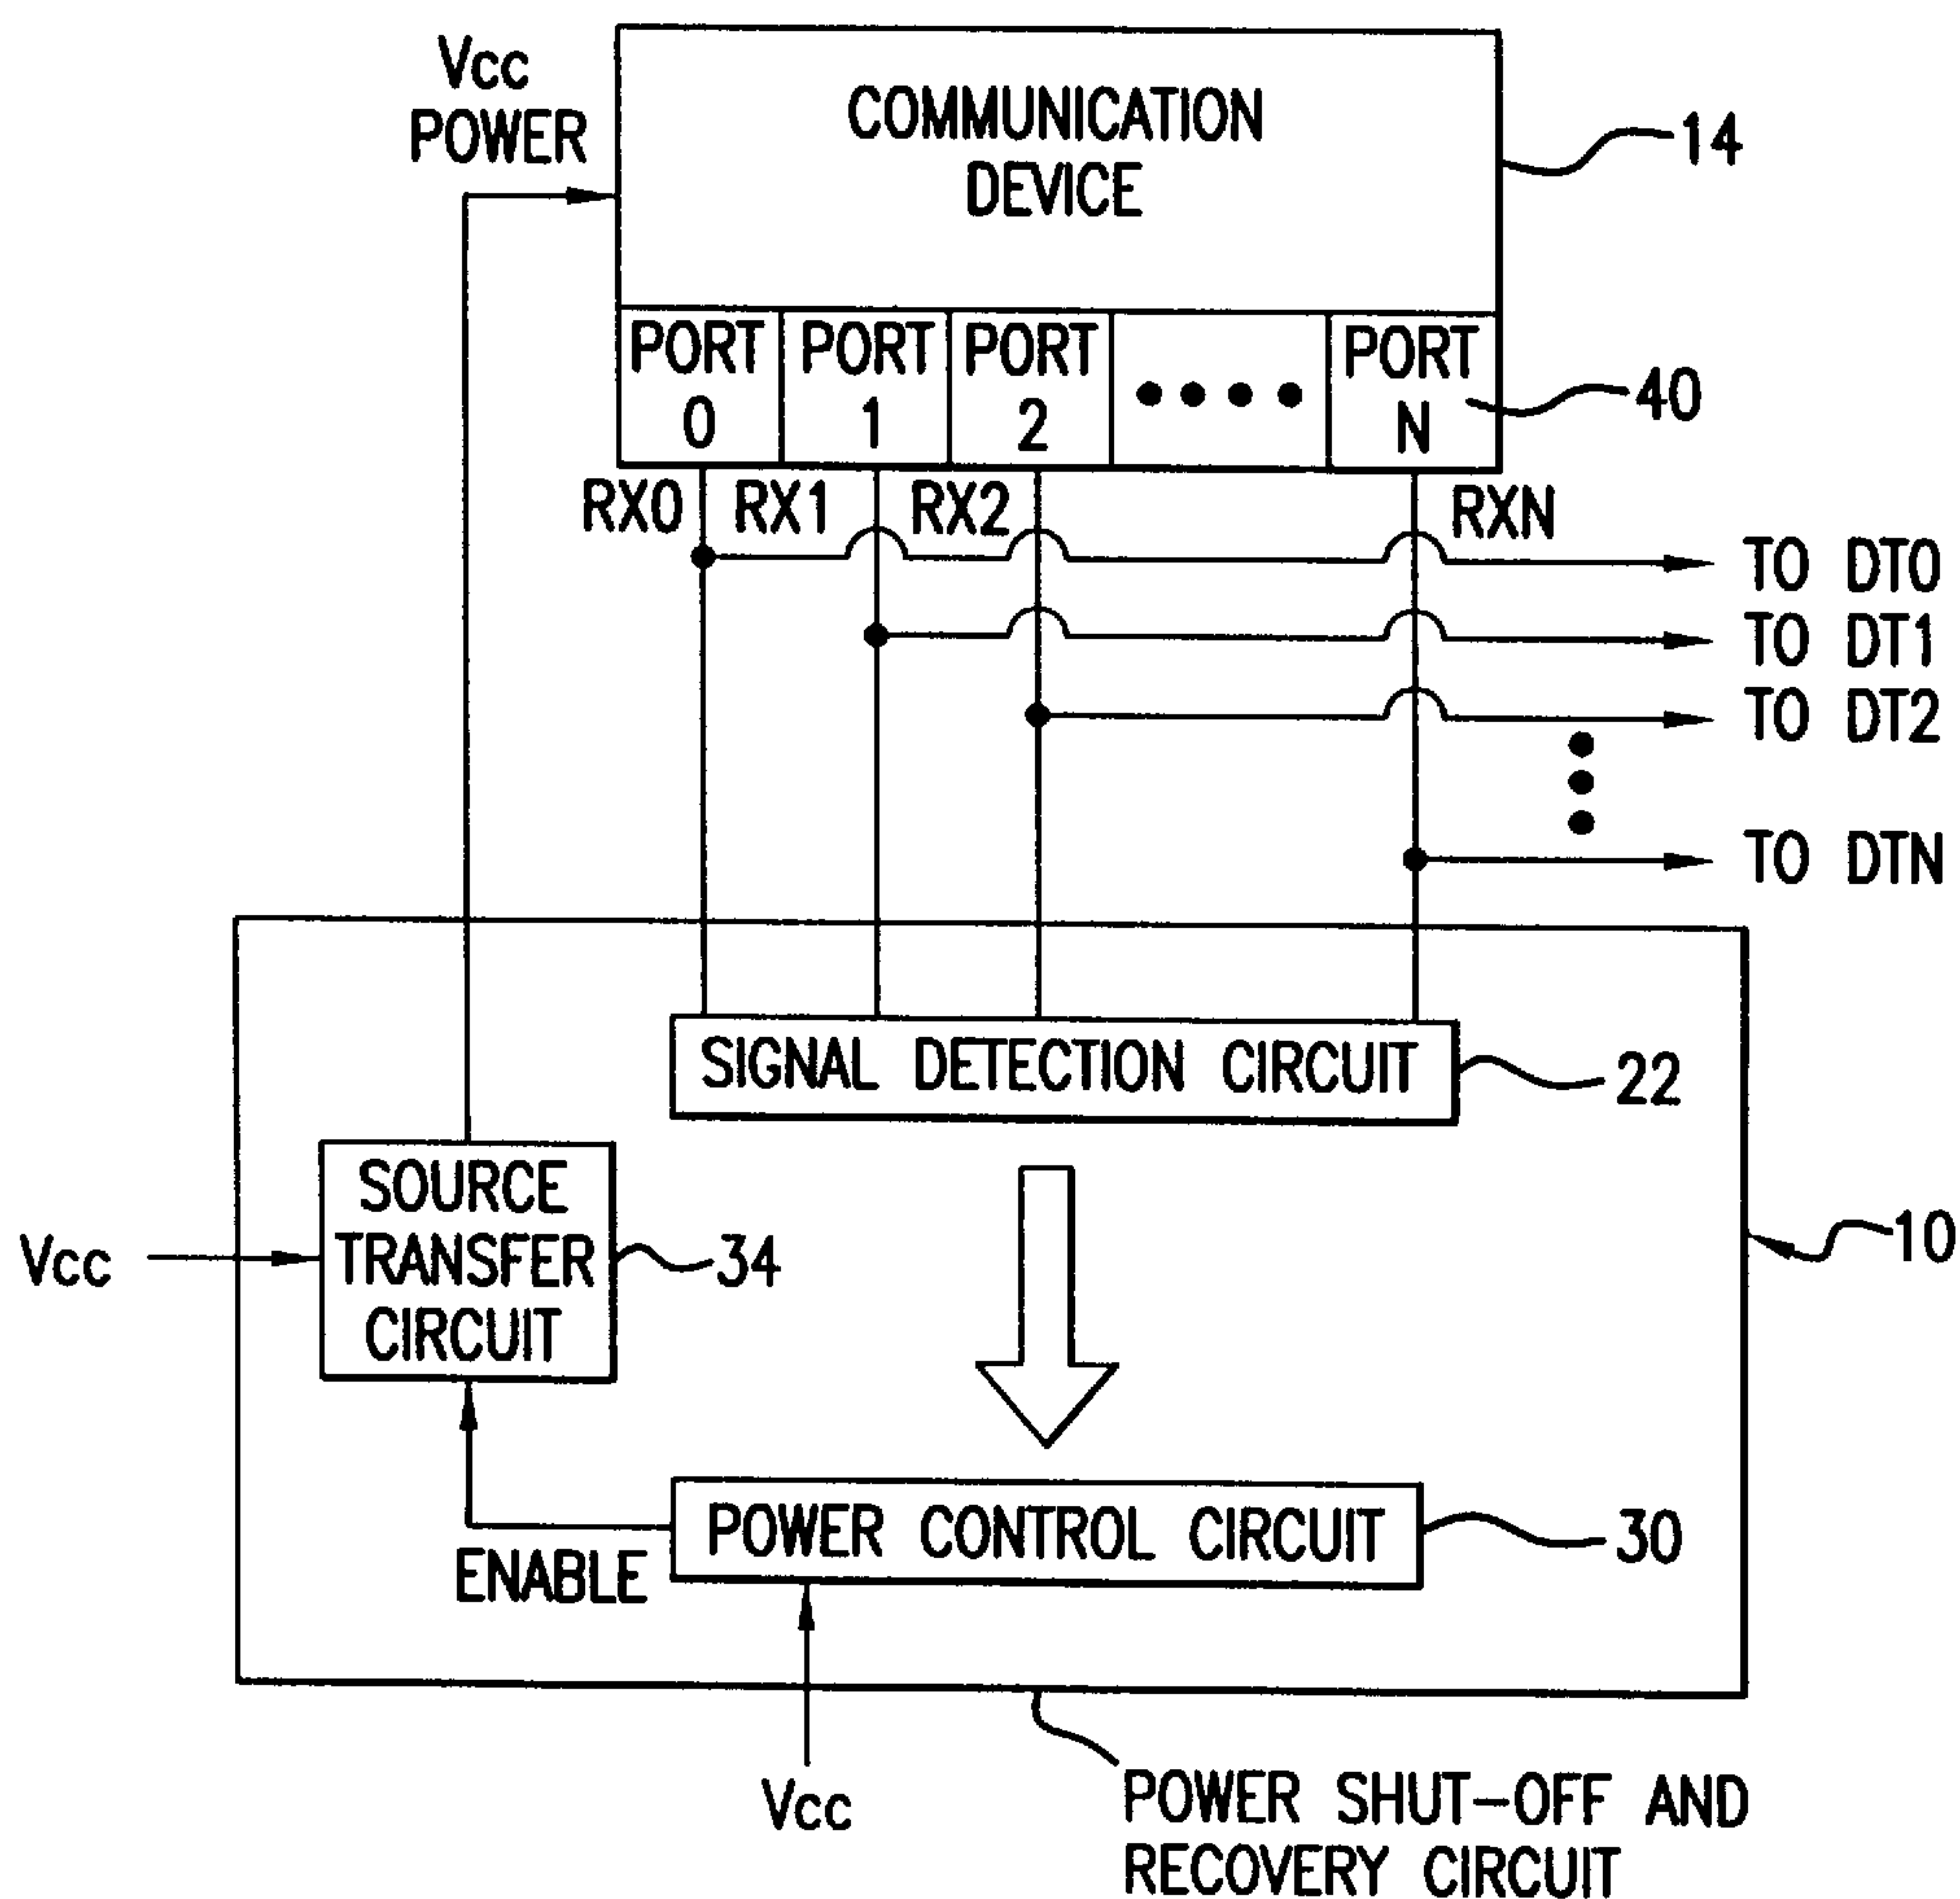 Vcc
POWER
COMMUNICATION
DEVICE
14
PORT
0
PORT
1
PORT
2
PORT
N
40
RX0
RX1
RX2
RXN
TO DT0
TO DT1
TO DT2
TO DTN
SIGNAL DETECTION CIRCUIT
22
SOURCE
TRANSFER
CIRCUIT
34
Vcc
10
POWER CONTROL CIRCUIT
30
ENABLE
Vcc
POWER SHUT-OFF AND
RECOVERY CIRCUIT